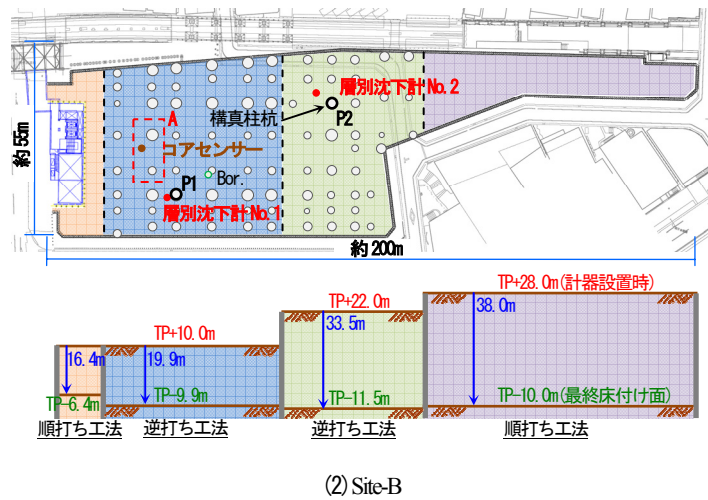 層別沈下計No.2
構真柱杭
P2
A
コアセンサー
Bor.
P1
層別沈下計No.1
約55m
約200m
TP+28.0m(計器設置時)
TP+22.0m
38.0m
33.5m
TP+10.0m
16.4m
19.9m
TP-6.4m
TP-9.9m
TP-11.5m
TP-10.0m(最終床付け面)
順打ち工法
逆打ち工法
逆打ち工法
順打ち工法
(2) Site-B